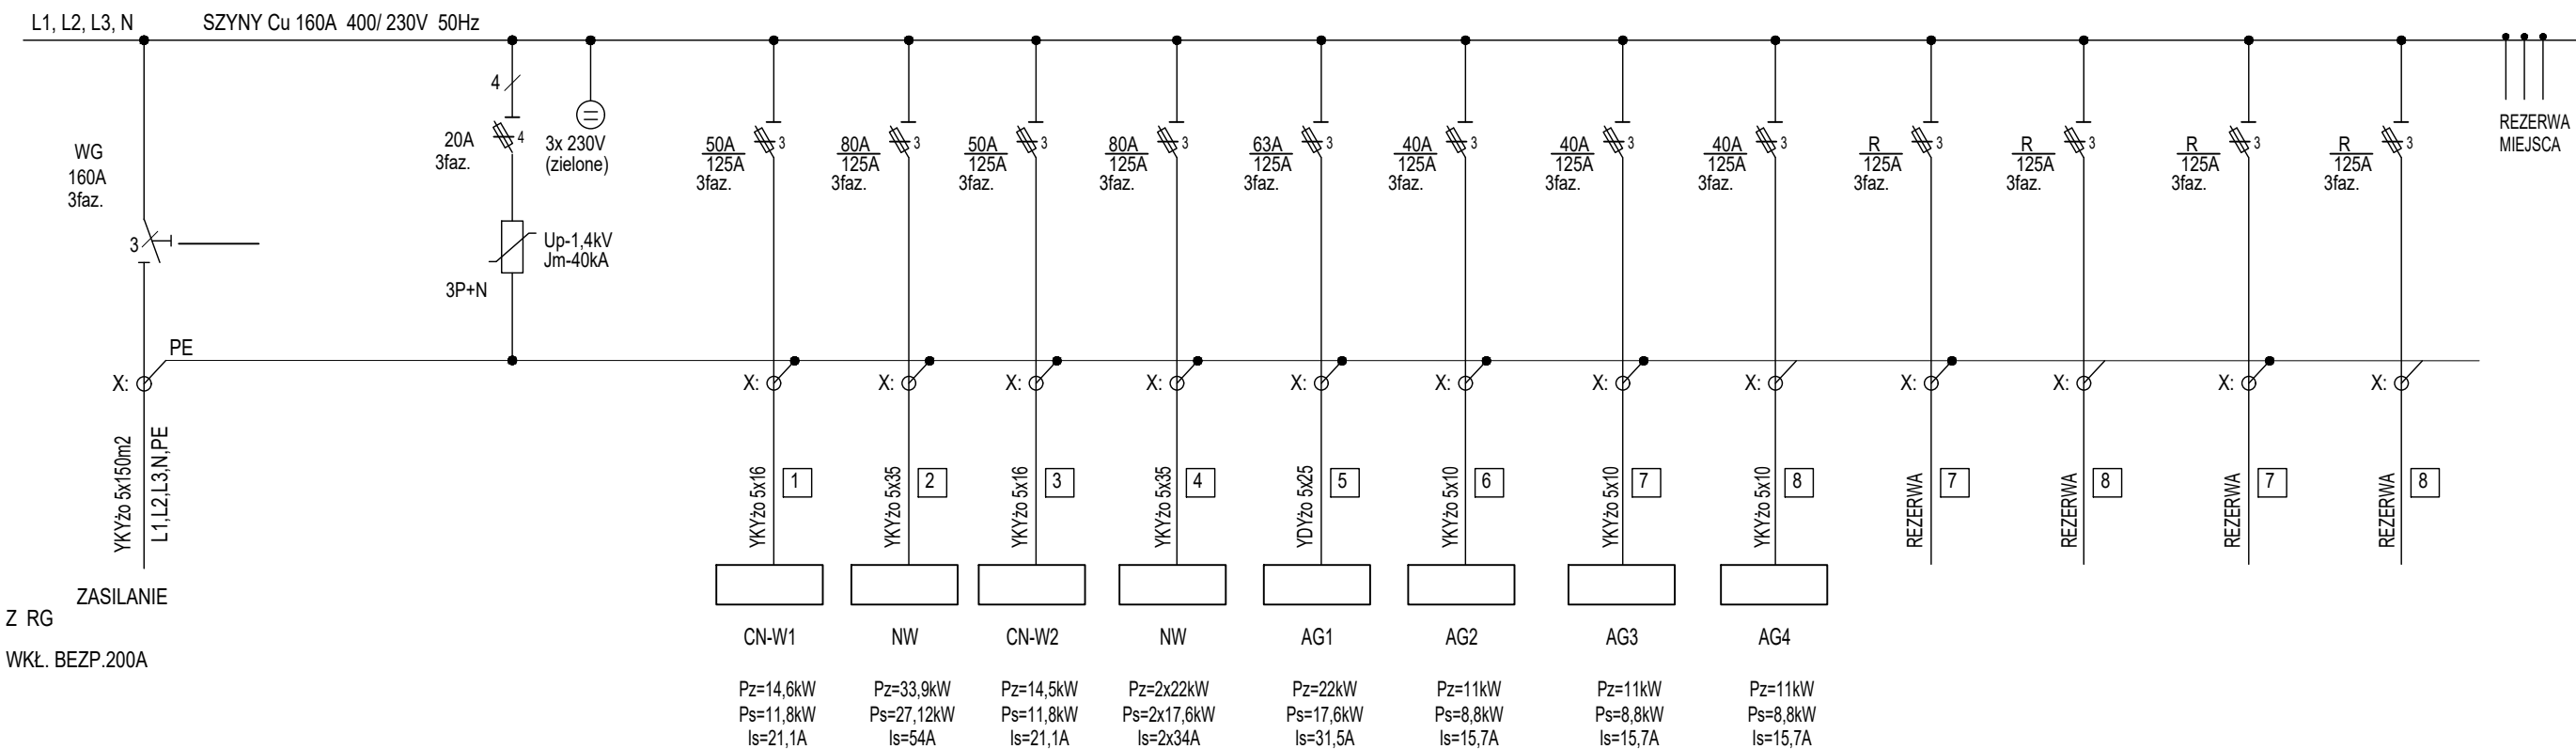 L1, L2, L3, N
SZYNY Cu 160A 400/ 230V 50Hz
WG
160A
3faz.
3
4
20A
3faz.
4
3x 230V
(zielone)
Up-1,4kV
Jm-40kA
3P+N
50A
125A
3faz.
3
80A
125A
3faz.
3
50A
125A
3faz.
3
80A
125A
3faz.
3
63A
125A
3faz.
3
40A
125A
3faz.
3
40A
125A
3faz.
3
40A
125A
3faz.
3
R
125A
3faz.
3
R
125A
3faz.
3
R
125A
3faz.
3
R
125A
3faz.
3
REZERWA
MIEJSCA
PE
X:
X:
X:
X:
X:
X:
X:
X:
X:
X:
X:
X:
X:
YKYżo 5x150m2
L1,L2,L3,N,PE
YKYżo 5x16
1
YKYżo 5x35
2
YKYżo 5x16
3
YKYżo 5x35
4
YDYżo 5x25
5
YKYżo 5x10
6
YKYżo 5x10
7
YKYżo 5x10
8
REZERWA
7
REZERWA
8
REZERWA
7
REZERWA
8
ZASILANIE
Z RG
WKŁ. BEZP.200A
CN-W1
Pz=14,6kW
Ps=11,8kW
Is=21,1A
NW
Pz=33,9kW
Ps=27,12kW
Is=54A
CN-W2
Pz=14,5kW
Ps=11,8kW
Is=21,1A
NW
Pz=2x22kW
Ps=2x17,6kW
Is=2x34A
AG1
Pz=22kW
Ps=17,6kW
Is=31,5A
AG2
Pz=11kW
Ps=8,8kW
Is=15,7A
AG3
Pz=11kW
Ps=8,8kW
Is=15,7A
AG4
Pz=11kW
Ps=8,8kW
Is=15,7A